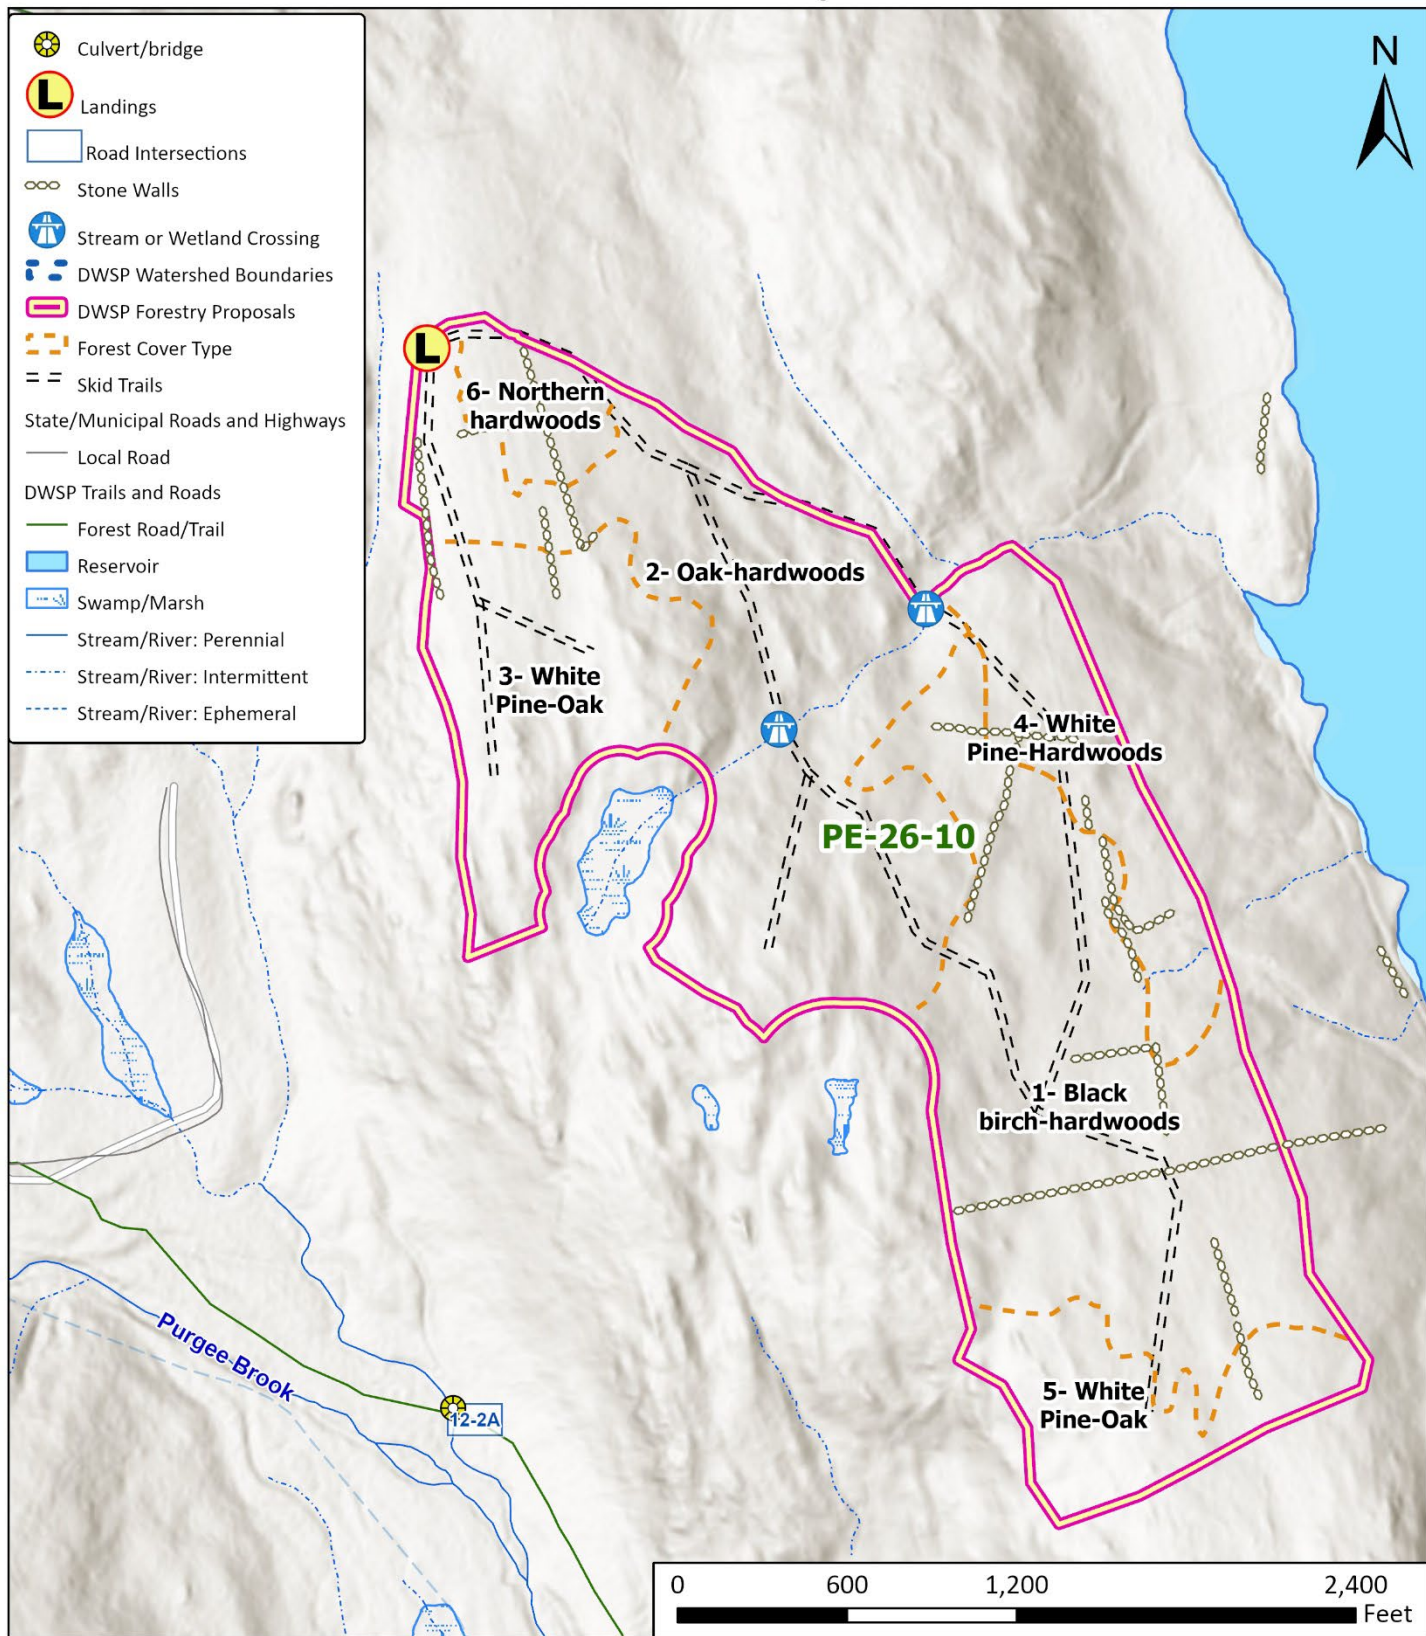 Culvert/bridge
L
Landings
Road Intersections
Stone Walls
Stream or Wetland Crossing
DWSP Watershed Boundaries
DWSP Forestry Proposals
Forest Cover Type
Skid Trails
State/Municipal Roads and Highways
Local Road
DWSP Trails and Roads
Forest Road/Trail
Reservoir
Swamp/Marsh
Stream/River: Perennial
Stream/River: Intermittent
Stream/River: Ephemeral
N
L
6- Northern
hardwoods
2- Oak-hardwoods
3- White
Pine-Oak
4- White
Pine-Hardwoods
PE-26-10
1- Black
birch-hardwoods
5- White
Pine-Oak
Purgee Brook
12-2A
0 600 1,200 2,400
Feet